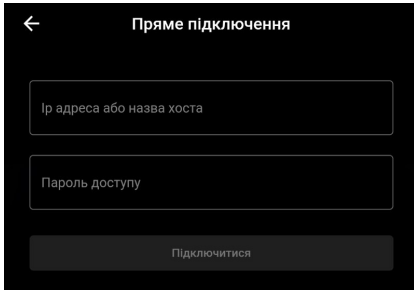 Пряме підключення
Ір адреса або назва хоста
Пароль доступу
Підключитися